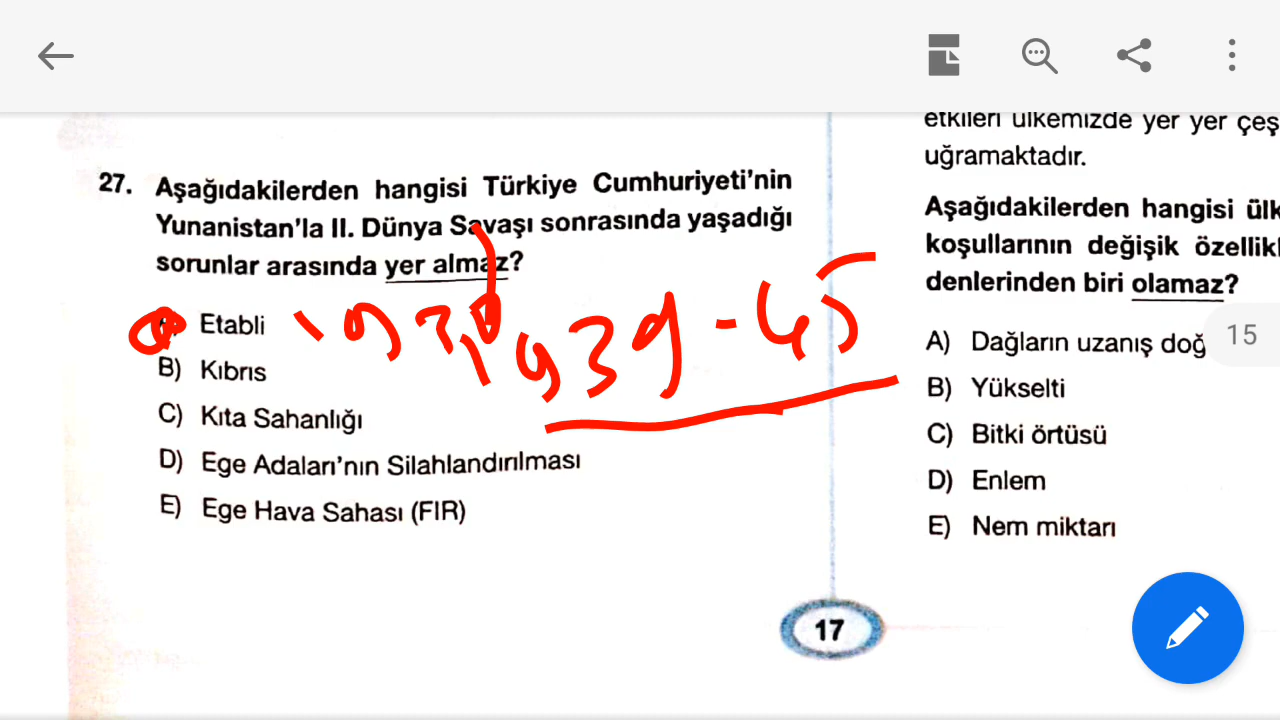 27. Aşağıdakilerden hangisi Türkiye Cumhuriyeti'nin
Yunanistan'la II. Dünya Savaşı sonrasında yaşadığı
sorunlar arasında yer almaz?
Etabli
B) Kıbrıs
C) Kıta Sahanlığı
D) Ege Adaları'nın Silahlandırılması
E) Ege Hava Sahası (FIR)
1930
1939-45
17
etkileri ülkemizde yer yer çeş
uğramaktadır.
Aşağıdakilerden hangisi ülk
koşullarının değişik özellikl
denlerinden biri olamaz?
A) Dağların uzanış doğ
B) Yükselti
C) Bitki örtüsü
D) Enlem
E) Nem miktarı
15